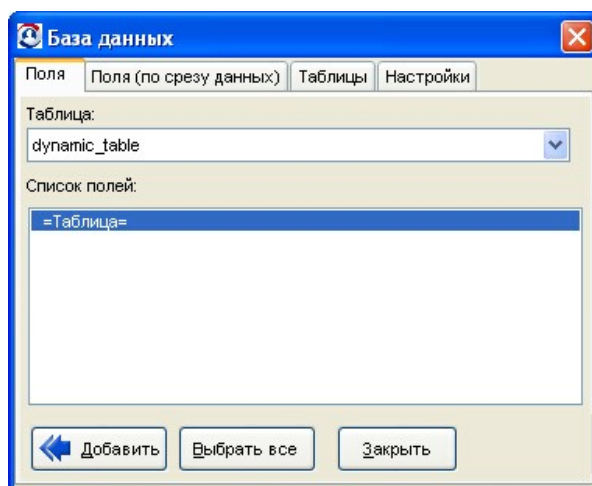 База данных
Поля Поля (по срезу данных) Таблицы Настройки
Таблица:
dynamic_table
Список полей:
=Таблица=
Добавить Выбрать все Закрыть